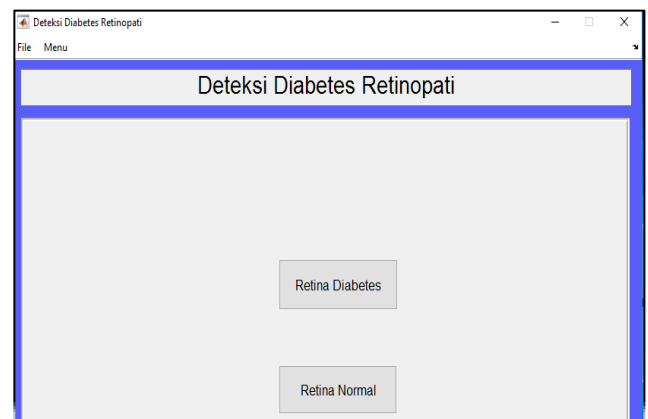 Deteksi Diabetes Retinopati
File Menu
Deteksi Diabetes Retinopati
Retina Diabetes
Retina Normal